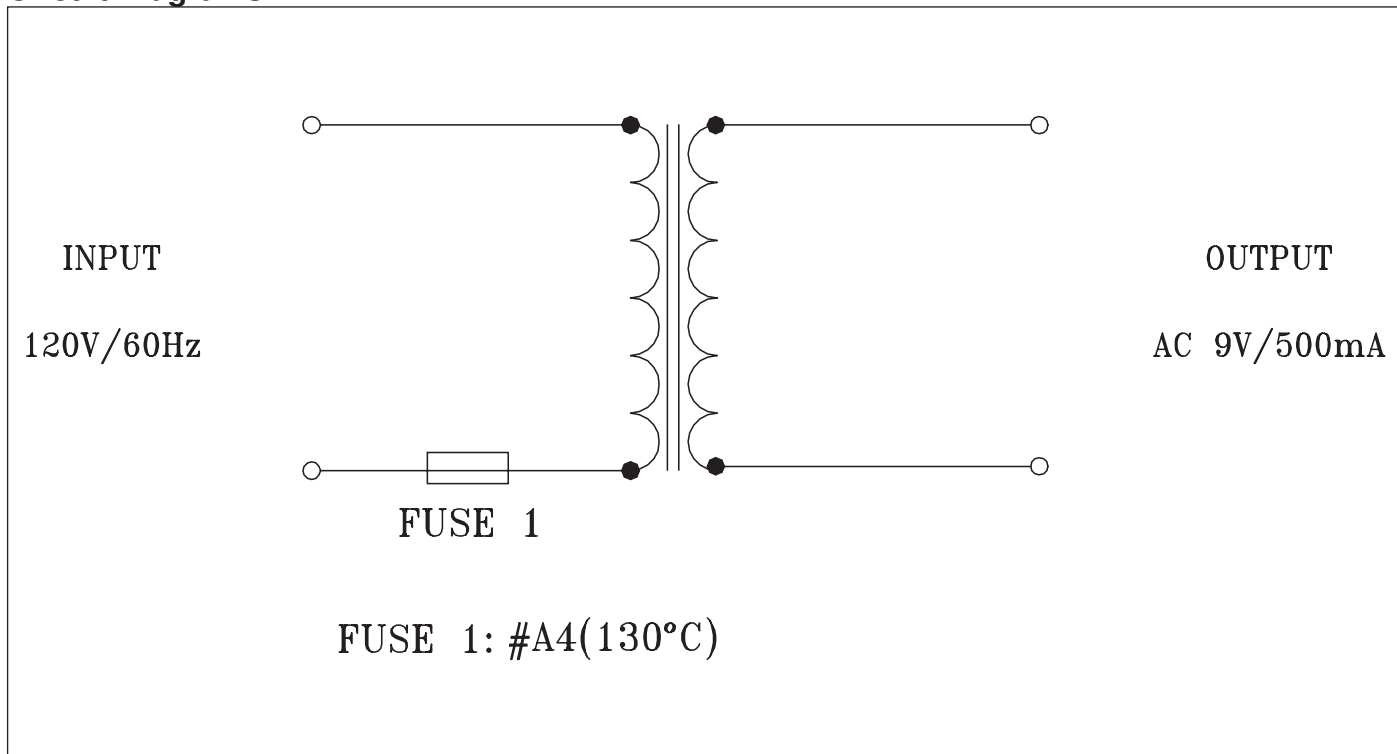 INPUT
OUTPUT
120V/60Hz
AC 9V/500mA
FUSE 1
FUSE 1: #A4(130°C)